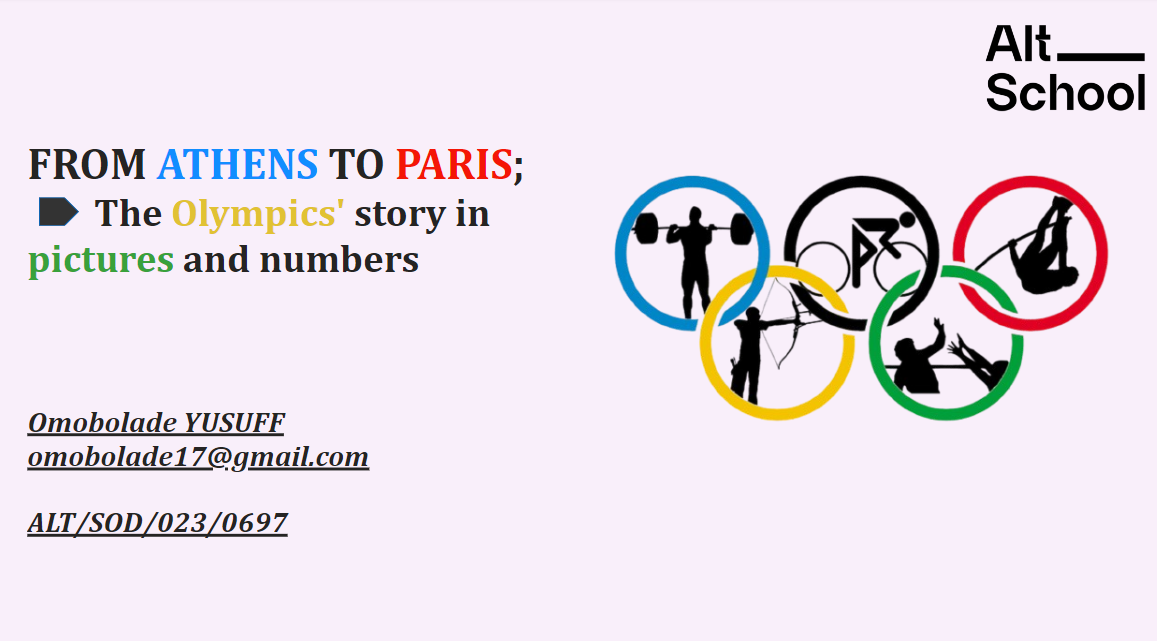 Alt
School
FROM ATHENS TO PARIS;
The Olympics' story in
pictures and numbers
Omobolade YUSUFF
omobolade17@gmail.com
ALT/SOD/023/0697